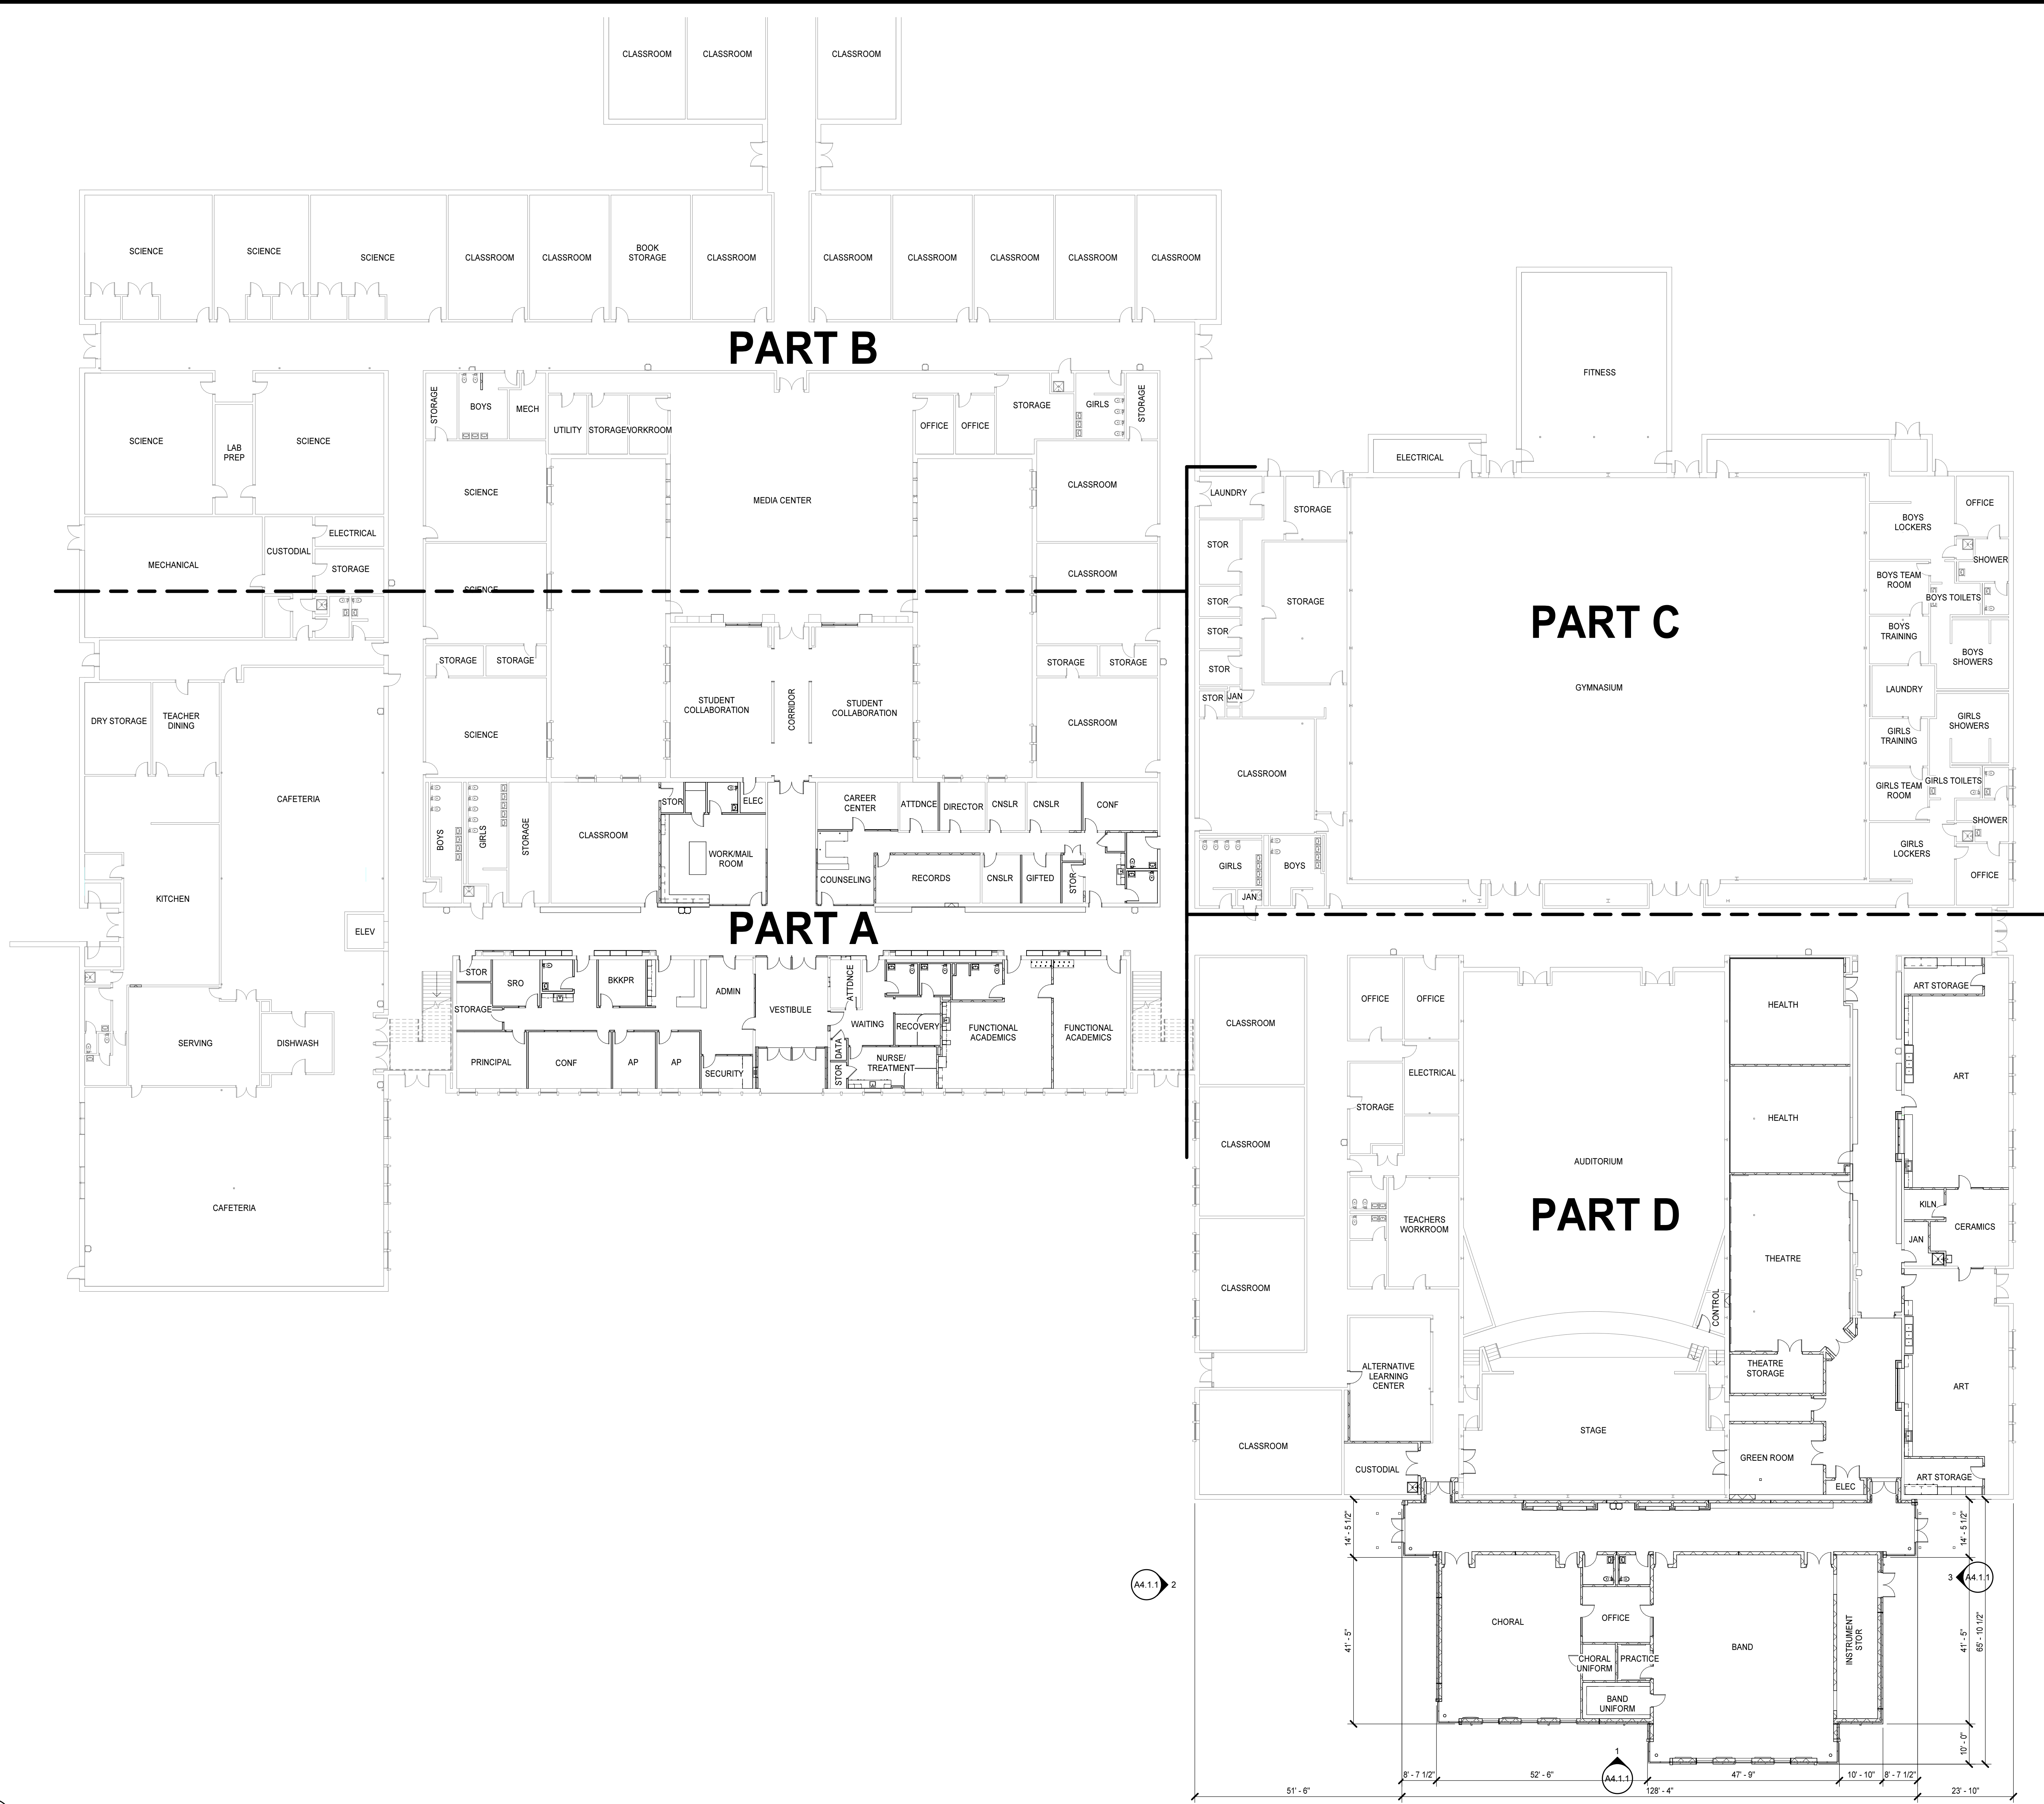 CLASSROOM
CLASSROOM
CLASSROOM
SCIENCE
SCIENCE
SCIENCE
CLASSROOM
CLASSROOM
BOOK
STORAGE
CLASSROOM
CLASSROOM
CLASSROOM
CLASSROOM
CLASSROOM
CLASSROOM
PART B
SCIENCE
LAB
PREP
SCIENCE
STORAGE
BOYS
MECH
UTILITY
STORAGE
WORKROOM
OFFICE
OFFICE
STORAGE
GIRLS
STORAGE
SCIENCE
MEDIA CENTER
CLASSROOM
MECHANICAL
CUSTODIAL
ELECTRICAL
STORAGE
SCIENCE
CLASSROOM
STORAGE
STORAGE
STUDENT
COLLABORATION
CORRIDOR
STUDENT
COLLABORATION
STORAGE
STORAGE
SCIENCE
CLASSROOM
DRY STORAGE
TEACHER
DINING
CAFETERIA
KITCHEN
ELEV
SERVING
DISHWASH
CAFETERIA
BOYS
GIRLS
STORAGE
CLASSROOM
STOR
ELEC
WORK/MAIL
ROOM
CAREER
CENTER
ATTDNCE
DIRECTOR
CNSLR
CNSLR
CONF
COUNSELING
RECORDS
CNSLR
GIFTED
STOR
PART A
STOR
SRO
BKKPR
ADMIN
VESTIBULE
ATTDNCE
WAITING
RECOVERY
FUNCTIONAL
ACADEMICS
FUNCTIONAL
ACADEMICS
STORAGE
PRINCIPAL
CONF
AP
AP
SECURITY
DATA
STOR
NURSE/
TREATMENT
FITNESS
ELECTRICAL
LAUNDRY
STORAGE
STOR
STOR
STOR
STOR
STOR
JAN
STORAGE
PART C
GYMNASIUM
CLASSROOM
GIRLS
BOYS
JAN
BOYS
LOCKERS
OFFICE
SHOWER
BOYS TEAM
ROOM
BOYS TOILETS
BOYS
TRAINING
BOYS
SHOWERS
LAUNDRY
GIRLS
SHOWERS
GIRLS
TRAINING
GIRLS TEAM
ROOM
GIRLS TOILETS
SHOWER
GIRLS
LOCKERS
OFFICE
CLASSROOM
OFFICE
OFFICE
HEALTH
ART STORAGE
ELECTRICAL
STORAGE
ART
HEALTH
CLASSROOM
AUDITORIUM
PART D
TEACHERS
WORKROOM
KILN
CERAMICS
JAN
THEATRE
CLASSROOM
CONTROL
ALTERNATIVE
LEARNING
CENTER
THEATRE
STORAGE
ART
STAGE
CLASSROOM
CUSTODIAL
GREEN ROOM
ELEC
ART STORAGE
14' - 5 1/2"
14' - 5 1/2"
A4.1.1 2
3 A4.1.1
CHORAL
OFFICE
BAND
INSTRUMENT
STOR
41' - 5"
41' - 5"
65' - 10 1/2"
CHORAL
UNIFORM
PRACTICE
BAND
UNIFORM
10' - 0"
1
A4.1.1
8' - 7 1/2"
52' - 6"
47' - 9"
10' - 10"
8' - 7 1/2"
51' - 6"
128' - 4"
23' - 10"